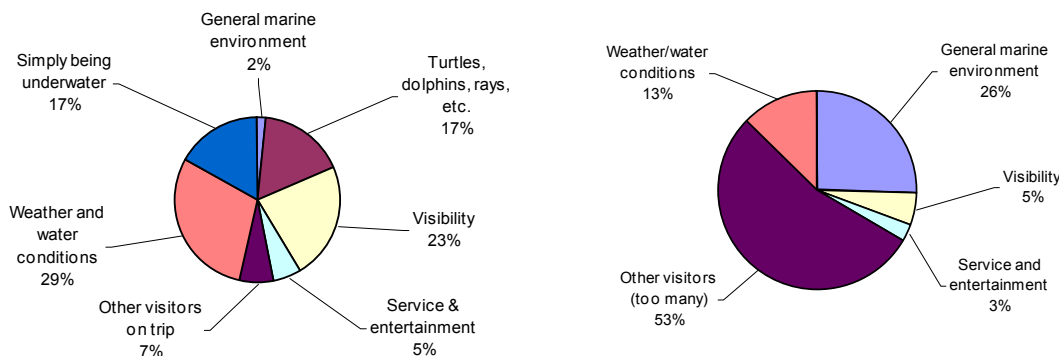 General marine
environment
2%
Turtles,
dolphins, rays,
etc.
17%
Visibility
23%
Service &
entertainment
5%
Other visitors
on trip
7%
Weather and
water
conditions
29%
Simply being
underwater
17%
General marine
environment
26%
Visibility
5%
Service and
entertainment
3%
Other visitors
(too many)
53%
Weather/water
conditions
13%